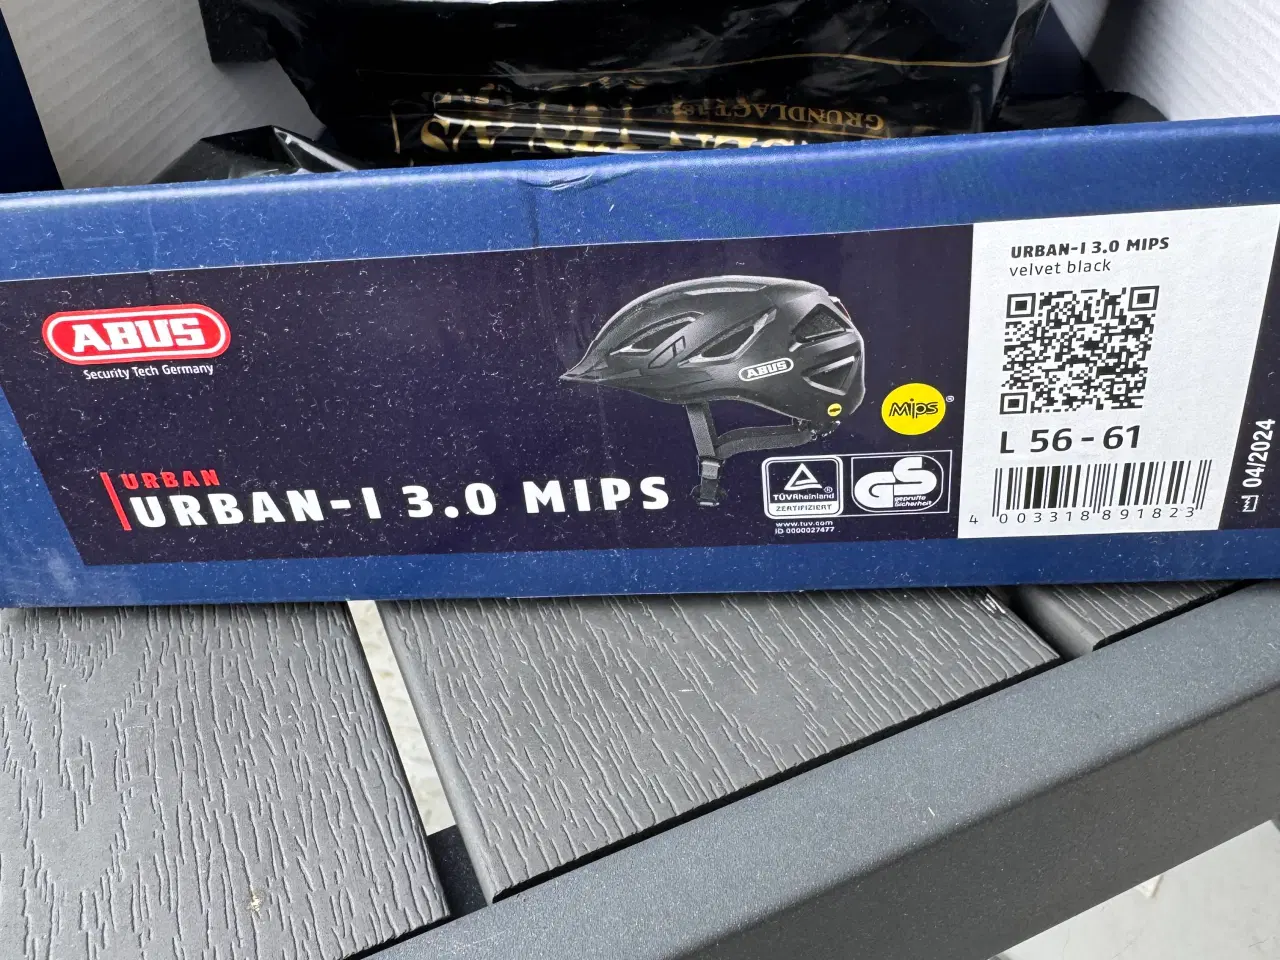 GRUNDLAGT
ABUS
Security Tech Germany
URBAN
URBAN-I 3.0 MIPS
ABUS
Mips
®
TÜVRheinland
®
ZERTIFIZIERT
GS
geprüfte
Sicherheit
www.tuv.com
ID 0000027477
URBAN-I 3.0 MIPS
velvet black
L 56-61
4 003318 891823
04/2024